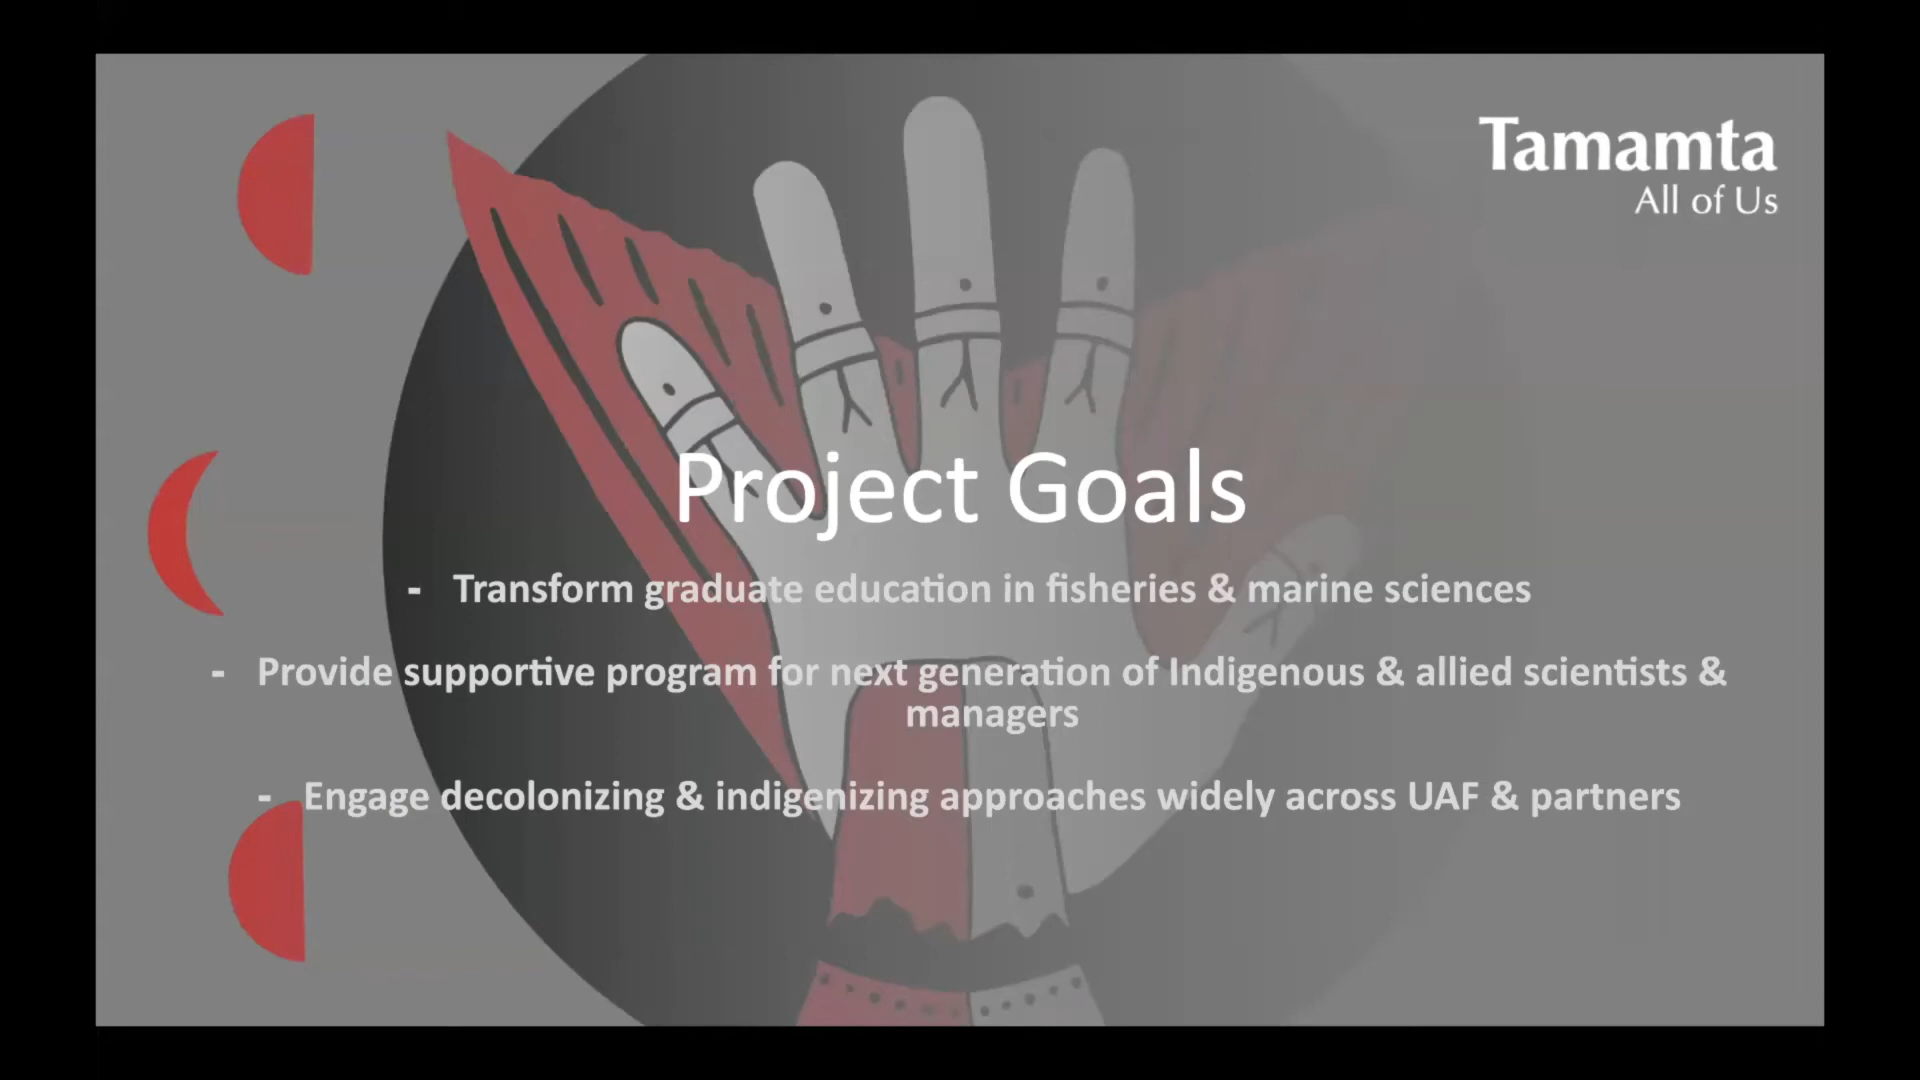 Tamamta
All of Us
Project Goals
- Transform graduate education in fisheries & marine sciences
- Provide supportive program for next generation of Indigenous & allied scientists &
managers
- Engage decolonizing & indigenizing approaches widely across UAF & partners